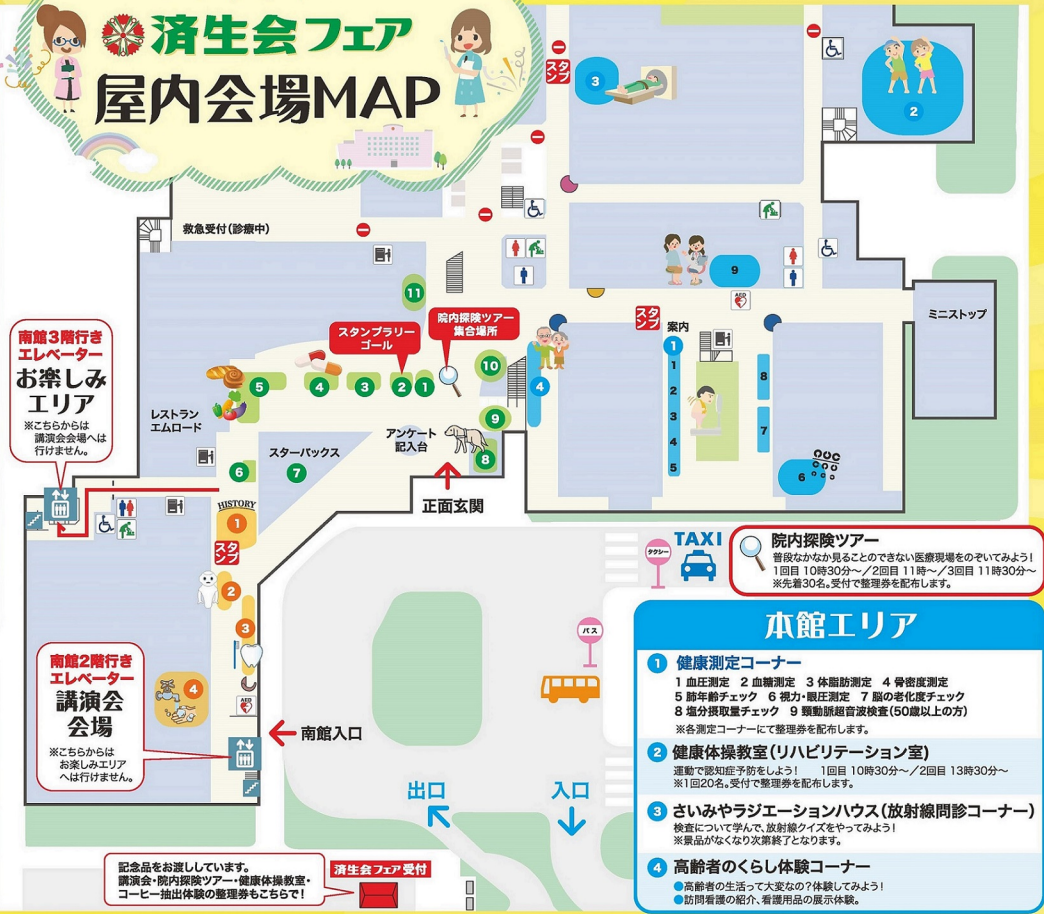 済生会フェア
屋内会場MAP
スタンプ
3
2
救急受付(診療中)
9
AED
11
スタンプラリー
ゴール
院内探険ツアー
集合場所
スタンプ
案内
1
1
2
3
4
5
8
7
6
ミニストップ
南館3階行き
エレベーター
お楽しみ
エリア
※こちらからは
講演会会場へは
行けません。
5
4
3
2
1
10
4
9
8
レストラン
エムロード
アンケート
記入台
スターバックス
6
7
正面玄関
HISTORY
1
スタンプ
2
3
4
AED
南館2階行き
エレベーター
講演会
会場
※こちらからは
お楽しみエリア
へは行けません。
南館入口
タクシー
TAXI
バス
出口
入口
院内探険ツアー
普段なかなか見ることのできない医療現場をのぞいてみよう!
1回目 10時30分〜/2回目 11時〜/3回目 11時30分〜
※先着30名。受付で整理券を配布します。
本館エリア
1 健康測定コーナー
1 血圧測定 2 血糖測定 3 体脂肪測定 4 骨密度測定
5 肺年齢チェック 6 視力・眼圧測定 7 脳の老化度チェック
8 塩分摂取量チェック 9 頸動脈超音波検査(50歳以上の方)
※各測定コーナーにて整理券を配布します。
2 健康体操教室(リハビリテーション室)
運動で認知症予防をしよう! 1回目 10時30分〜/2回目 13時30分〜
※1回20名。受付で整理券を配布します。
3 さいみやラジエーションハウス(放射線問診コーナー)
検査について学んで、放射線クイズをやってみよう!
※景品がなくなり次第終了となります。
4 高齢者のくらし体験コーナー
●高齢者の生活って大変なの?体験してみよう!
●訪問看護の紹介、看護用品の展示体験。
記念品をお渡ししています。
講演会・院内探険ツアー・健康体操教室・
コーヒー抽出体験の整理券もこちらで!
済生会フェア受付